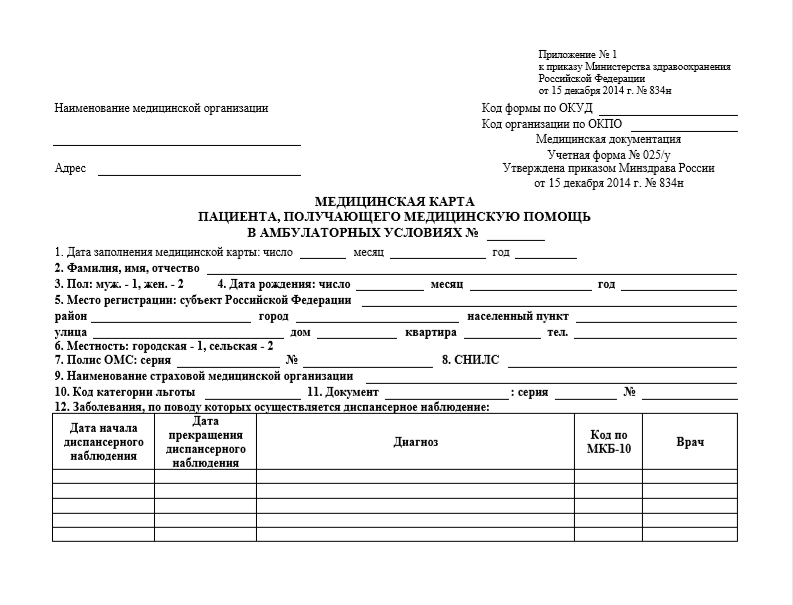 Приложение № 1
к приказу Министерства здравоохранения
Российской Федерации
от 15 декабря 2014 г. № 834н
Наименование медицинской организации
Код формы по ОКУД
Код организации по ОКПО
Медицинская документация
Учетная форма № 025/у
Адрес
Утверждена приказом Минздрава России
от 15 декабря 2014 г. № 834н
МЕДИЦИНСКАЯ КАРТА
ПАЦИЕНТА, ПОЛУЧАЮЩЕГО МЕДИЦИНСКУЮ ПОМОЩЬ
В АМБУЛАТОРНЫХ УСЛОВИЯХ №
1. Дата заполнения медицинской карты: число месяц год
2. Фамилия, имя, отчество
3. Пол: муж. - 1, жен. - 2 4. Дата рождения: число месяц год
5. Место регистрации: субъект Российской Федерации
район город населенный пункт
улица дом квартира тел.
6. Местность: городская - 1, сельская - 2
7. Полис ОМС: серия № 8. СНИЛС
9. Наименование страховой медицинской организации
10. Код категории льготы 11. Документ : серия №
12. Заболевания, по поводу которых осуществляется диспансерное наблюдение:
Дата начала
диспансерного
наблюдения
Дата
прекращения
диспансерного
наблюдения
Диагноз
Код по
МКБ-10
Врач